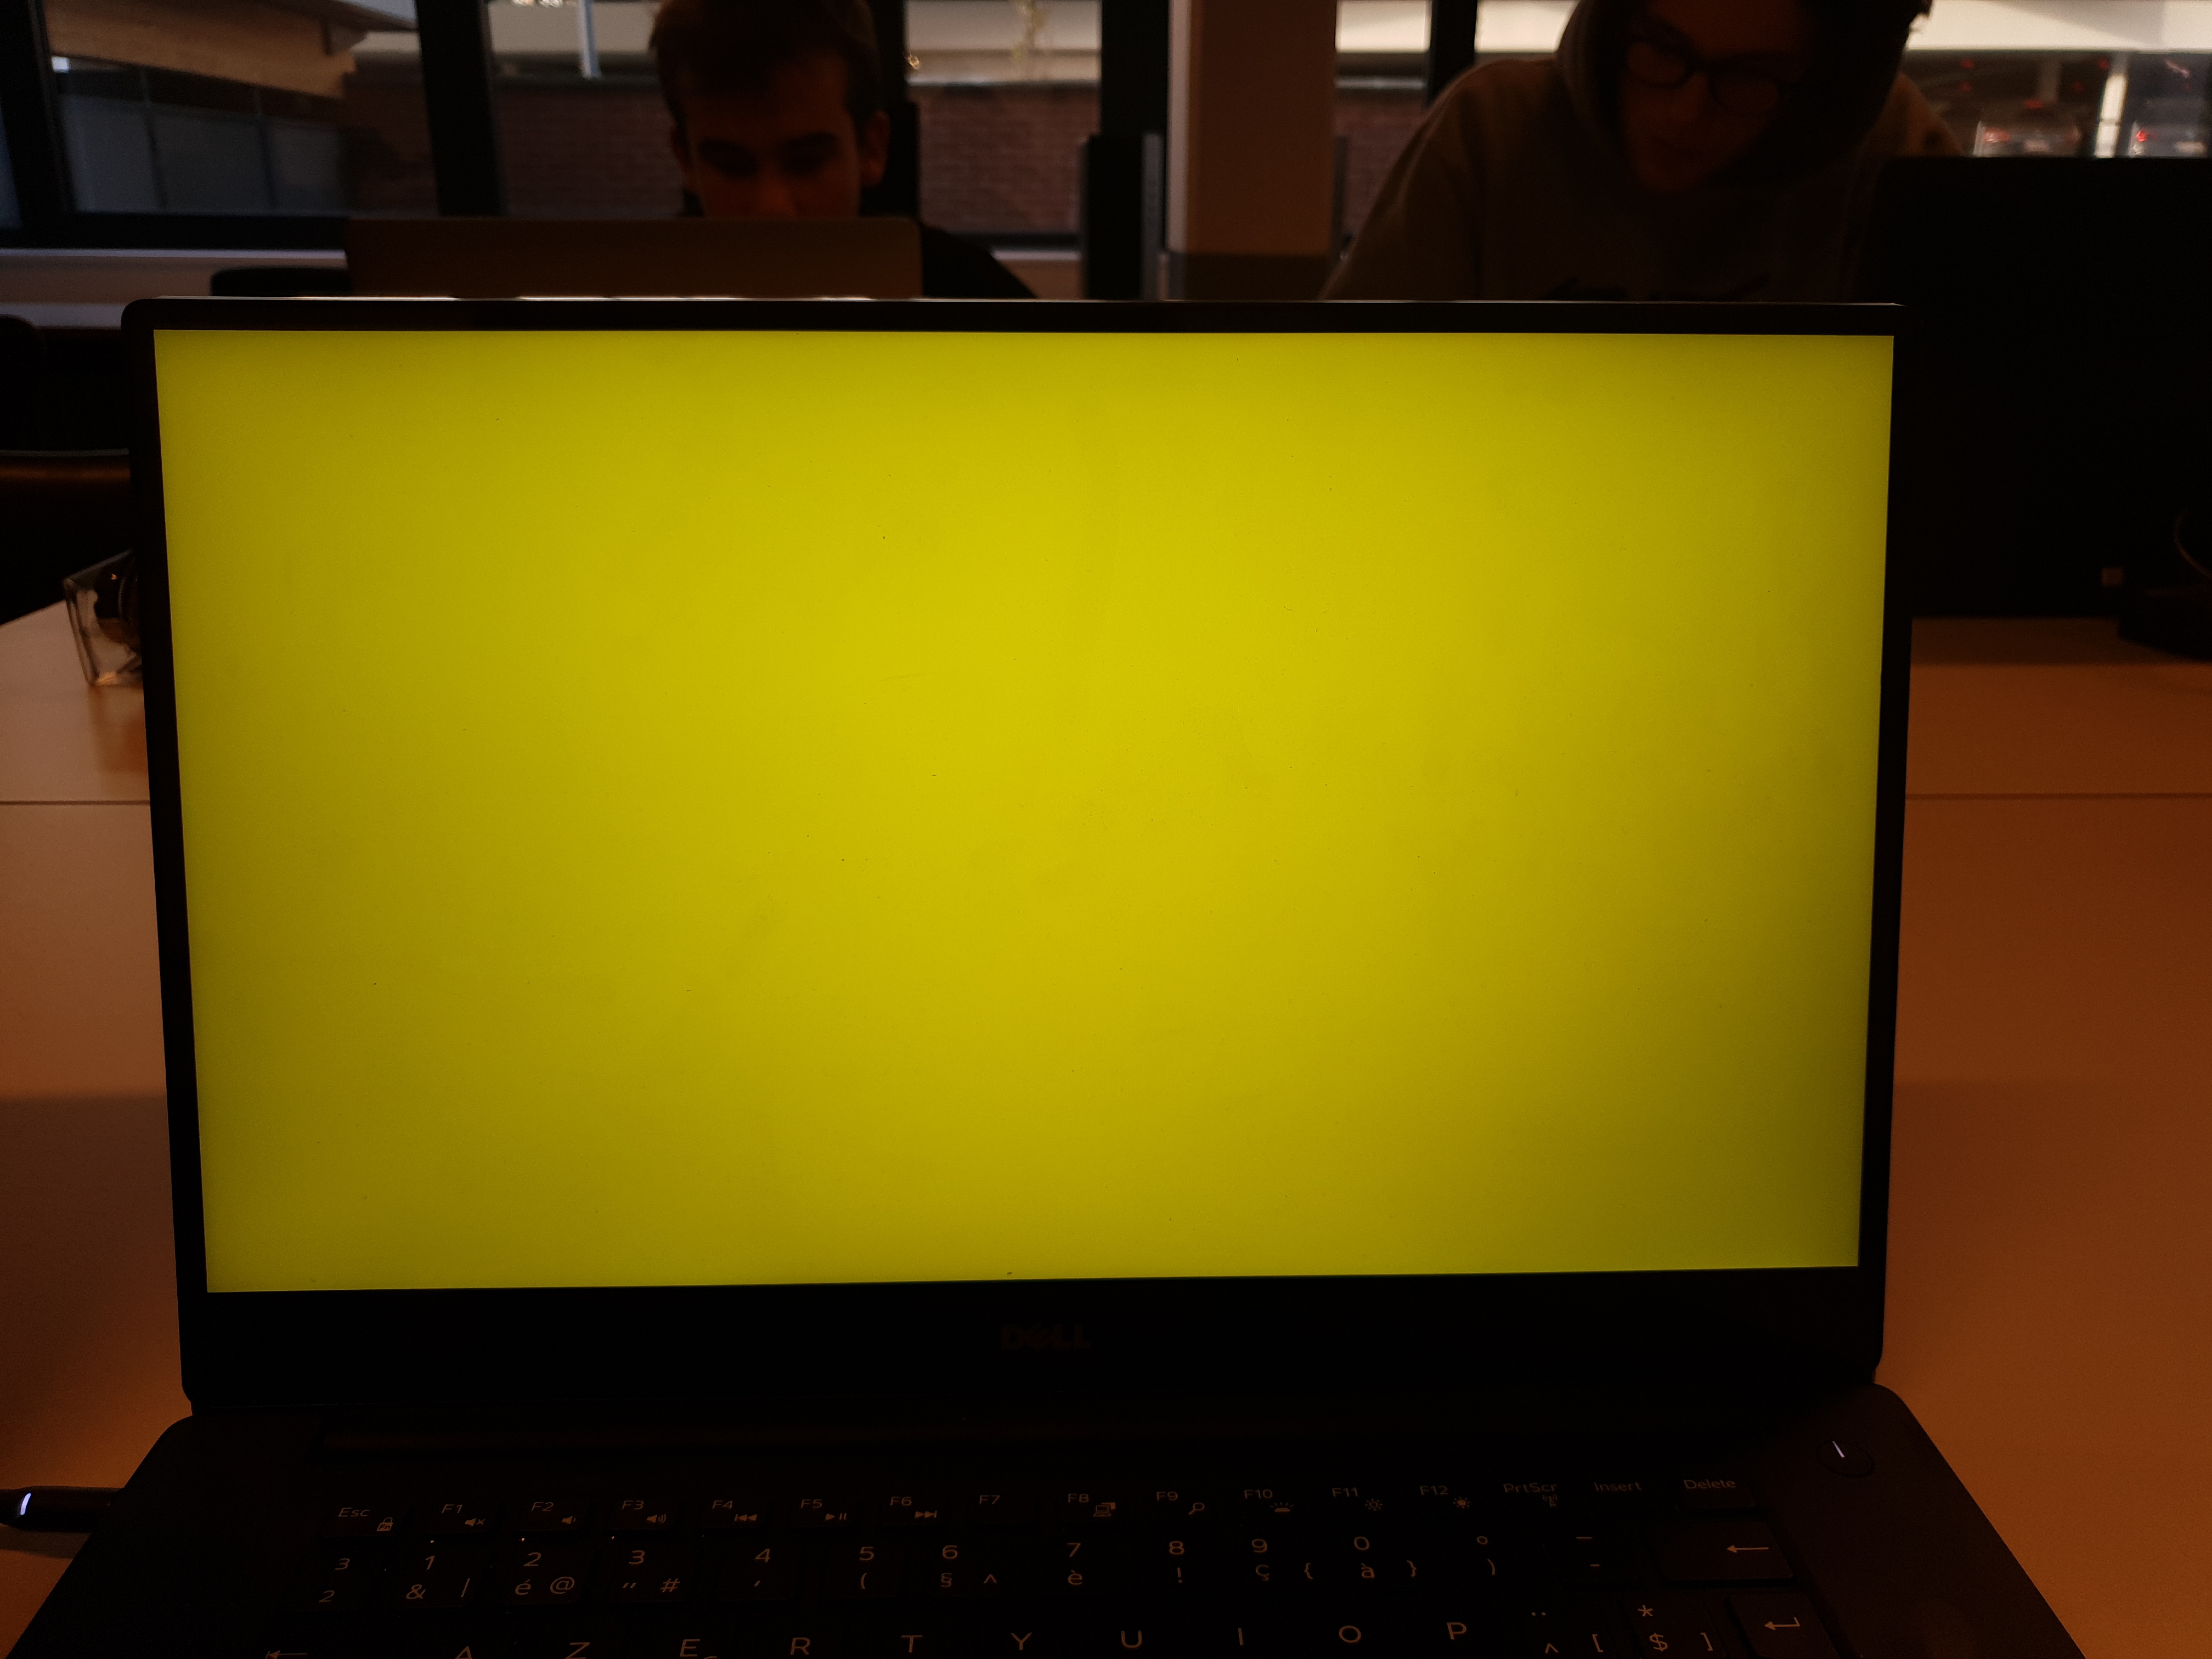 DELL
Esc F1 F2 F3 F4 F5 F6 F7 F8 F9 F10 F11 F12 PrtScr Insert Delete
3 1 2 3 4 5 6 7 8 9 0 ° _
2 & | é @ " # ' ( § ^ è ! ç { à } ) -
A Z E R T Y U I O P ¨ ^ [ * $ ]